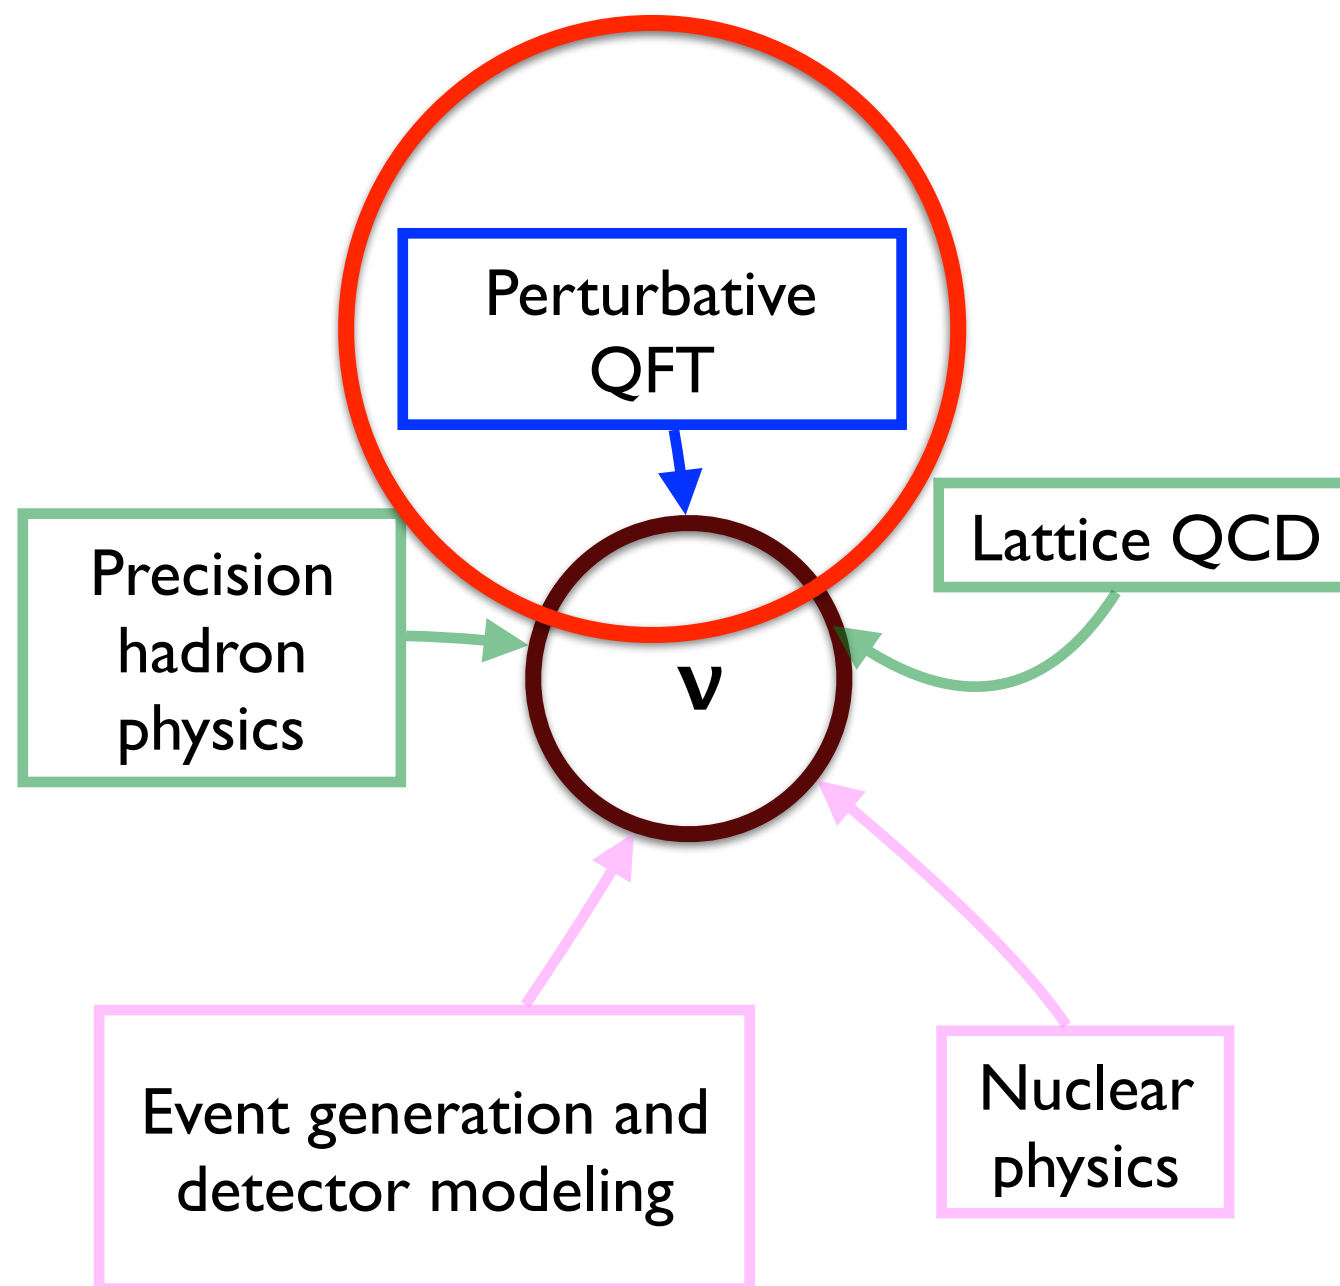 Perturbative
QFT
Lattice QCD
Precision
hadron
physics
ν
Event generation and
detector modeling
Nuclear
physics